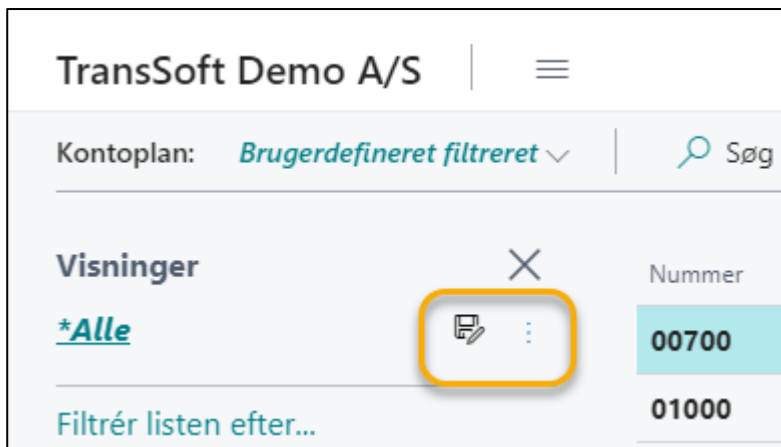 TransSoft Demo A/S
Kontoplan: Brugerdefineret filtreret Søg
Visninger
*Alle
Filtrér listen efter...
Nummer
00700
01000